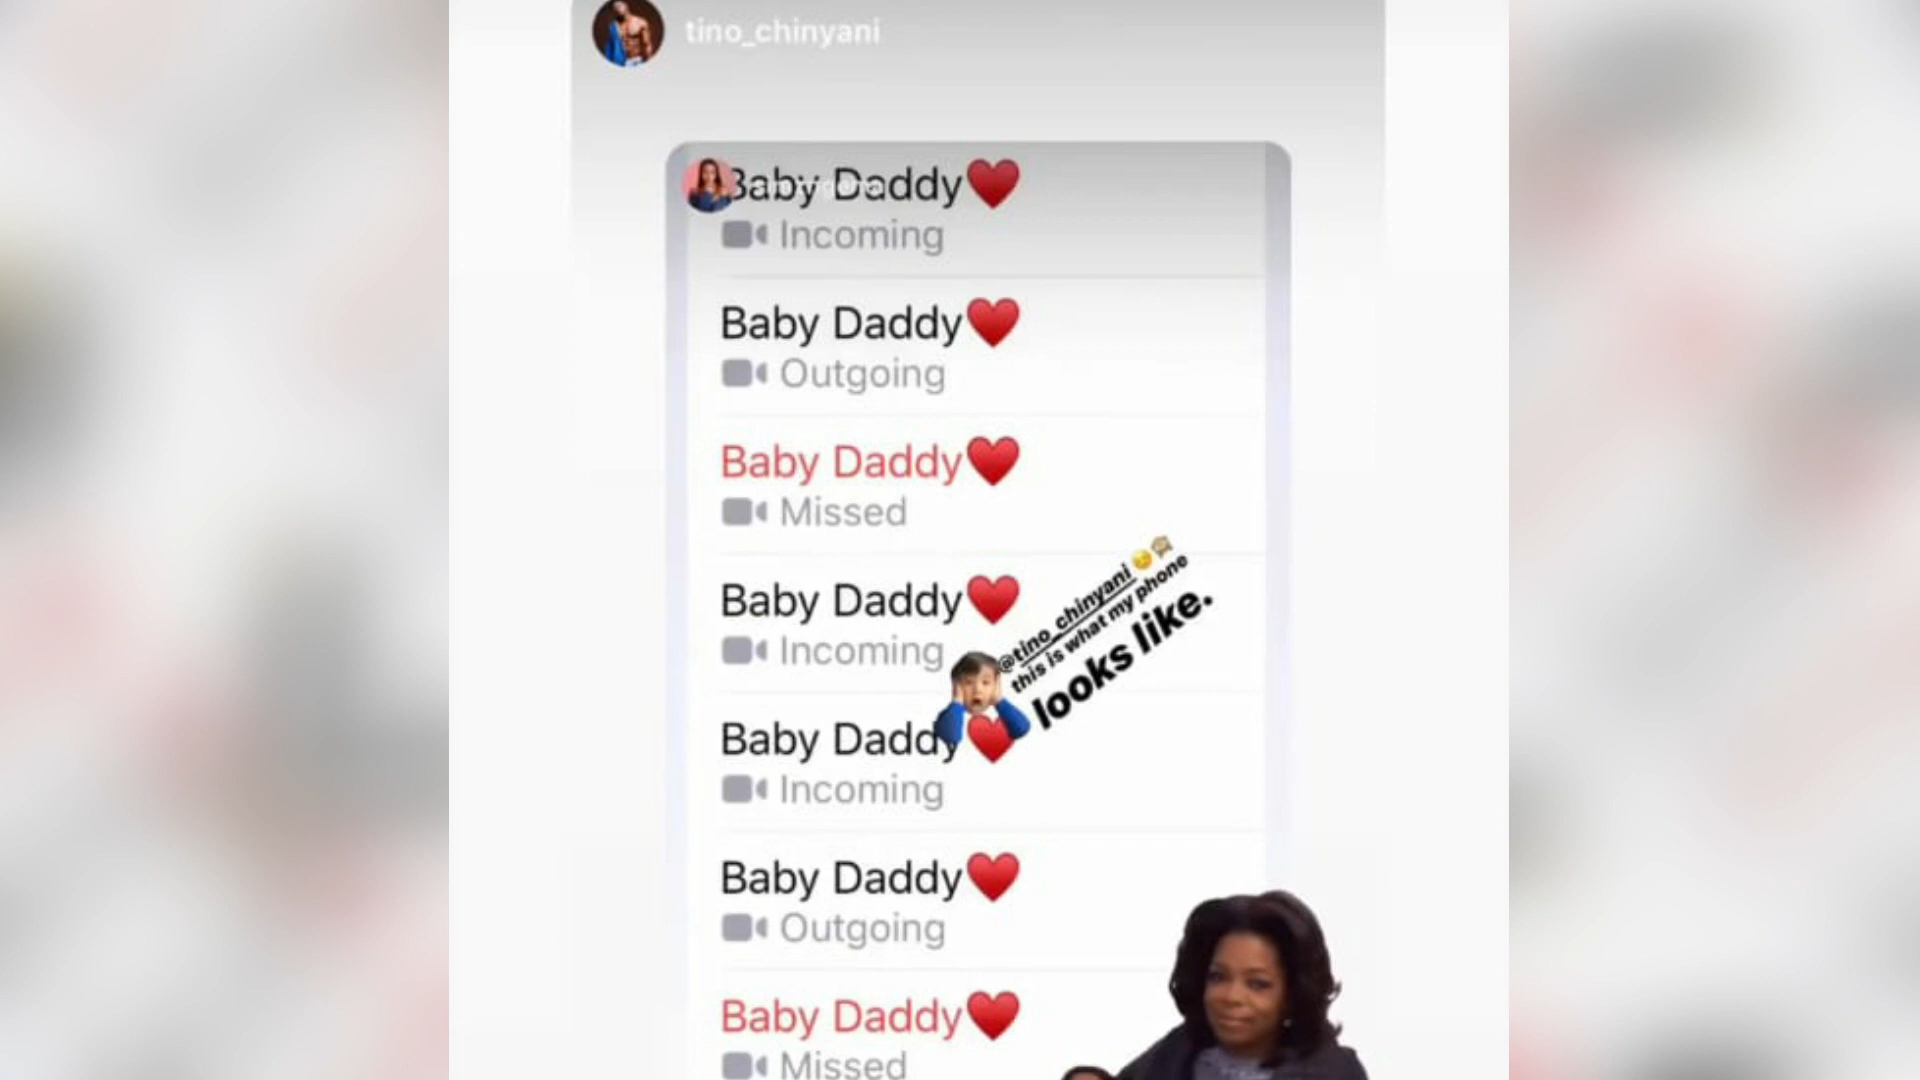 tino_chinyani
Baby Daddy❤️
Incoming
Baby Daddy❤️
Outgoing
Baby Daddy❤️
Missed
Baby Daddy❤️
Incoming
@tino_chinyani
this is what my phone
looks like.
Baby Daddy❤️
Incoming
Baby Daddy❤️
Outgoing
Baby Daddy❤️
Missed